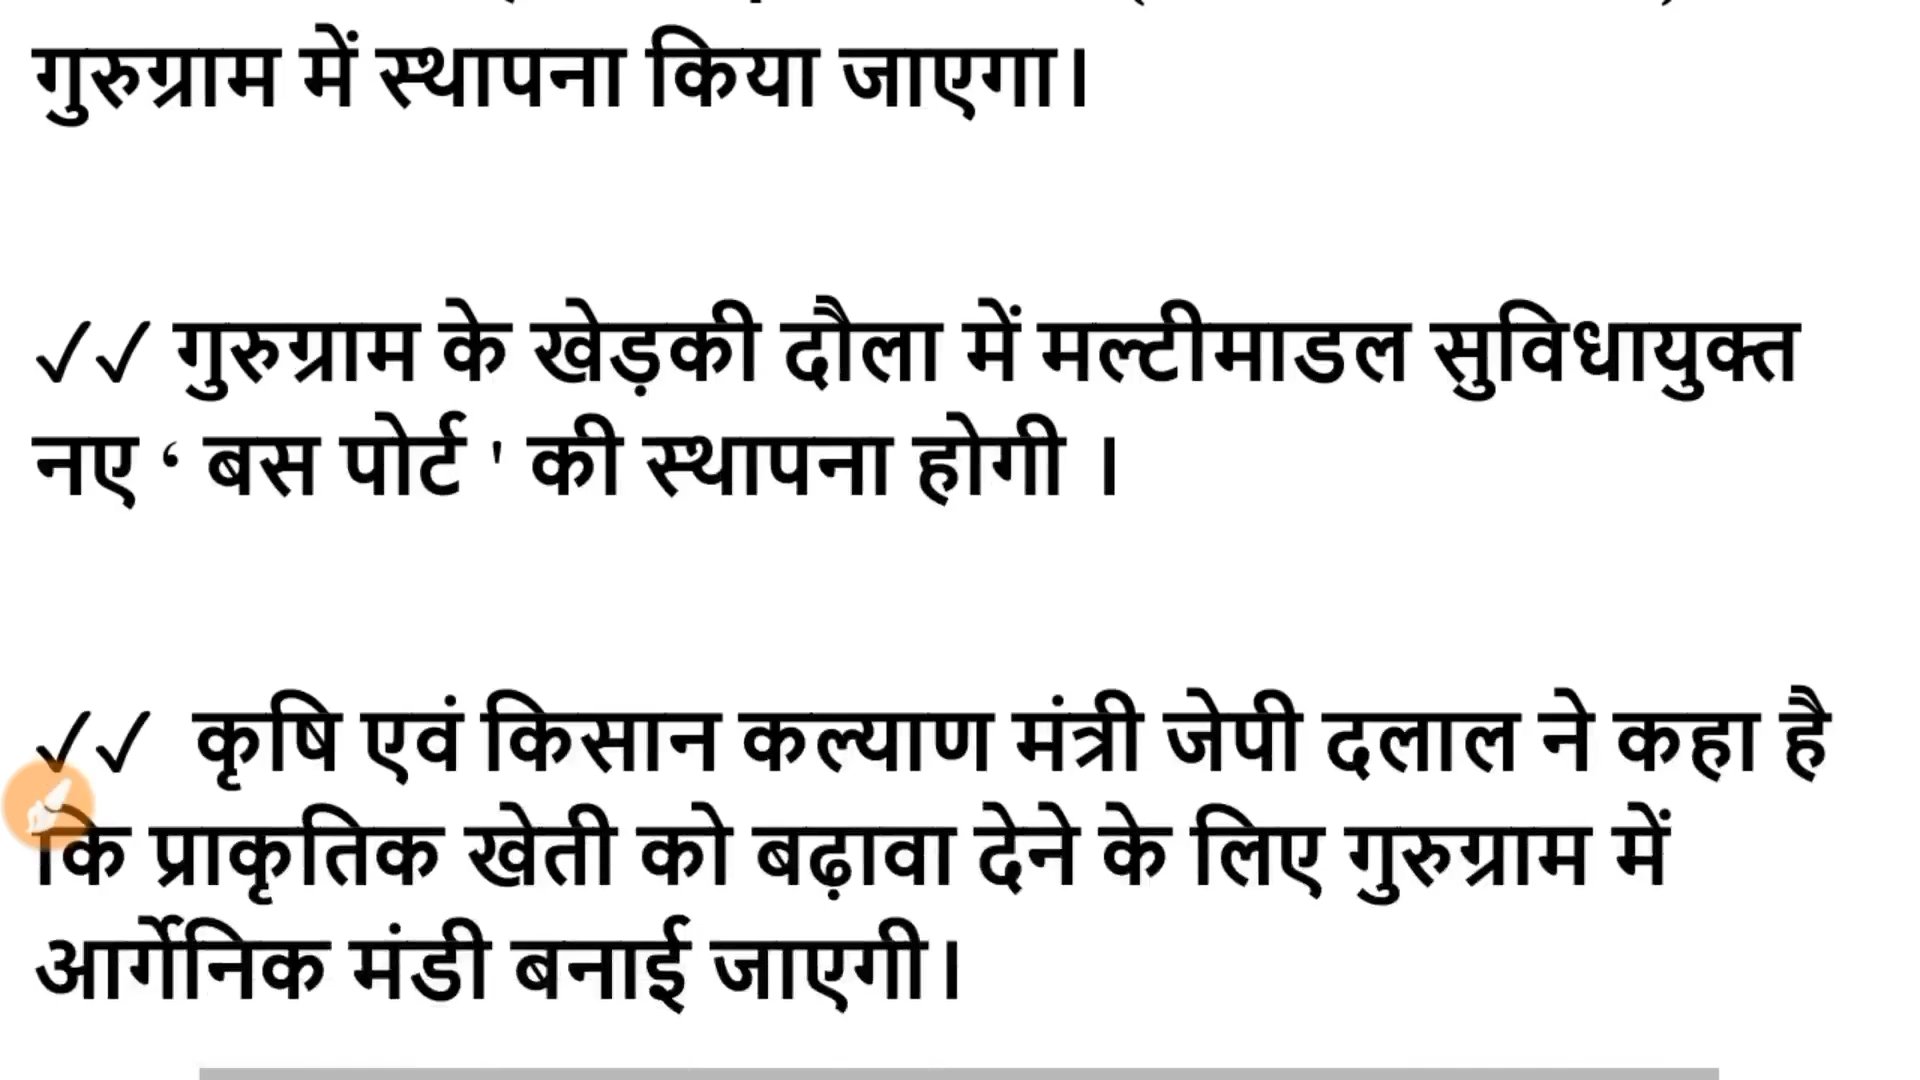 गुरुग्राम में स्थापना किया जाएगा।
✓✓ गुरुग्राम के खेड़की दौला में मल्टीमाडल सुविधायुक्त
नए ‘ बस पोर्ट ' की स्थापना होगी ।
✓✓ कृषि एवं किसान कल्याण मंत्री जेपी दलाल ने कहा है
कि प्राकृतिक खेती को बढ़ावा देने के लिए गुरुग्राम में
आर्गेनिक मंडी बनाई जाएगी।